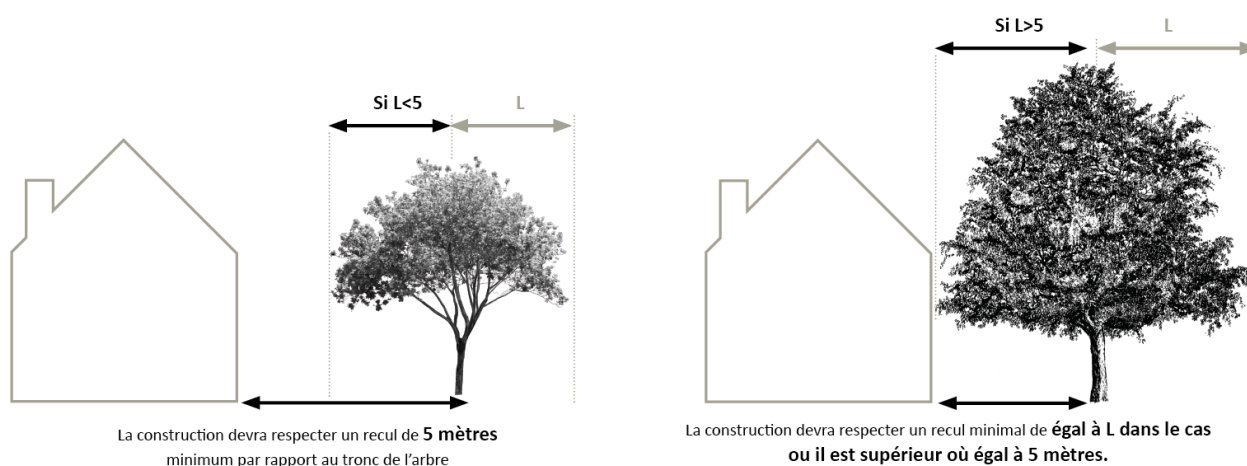 Si L<5
L
La construction devra respecter un recul de 5 mètres
minimum par rapport au tronc de l'arbre
Si L>5
L
La construction devra respecter un recul minimal de égal à L dans le cas
ou il est supérieur où égal à 5 mètres.